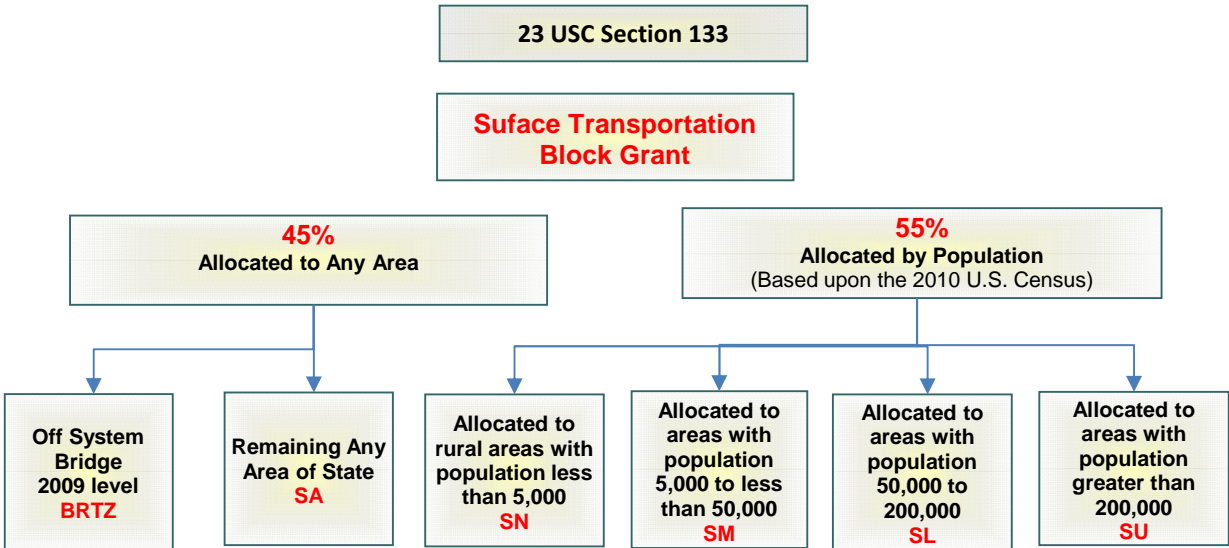 23 USC Section 133
Suface Transportation
Block Grant
45%
Allocated to Any Area
55%
Allocated by Population
(Based upon the 2010 U.S. Census)
Off System
Bridge
2009 level
BRTZ
Remaining Any
Area of State
SA
Allocated to
rural areas with
population less
than 5,000
SN
Allocated to
areas with
population
5,000 to less
than 50,000
SM
Allocated to
areas with
population
50,000 to
200,000
SL
Allocated to
areas with
population
greater than
200,000
SU